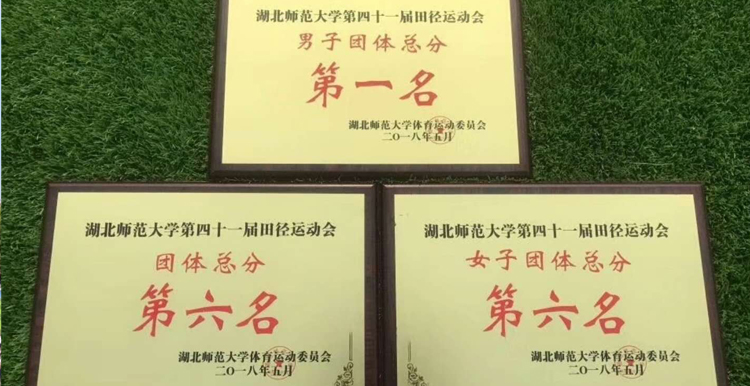 湖北师范大学第四十一届田径运动会
男子团体总分
第一名
湖北师范大学体育运动委员会
二〇一八年五月
湖北师范大学第四十一届田径运动会
团体总分
第六名
湖北师范大学体育运动委员会
二〇一八年五月
湖北师范大学第四十一届田径运动会
女子团体总分
第六名
湖北师范大学体育运动委员会
二〇一八年五月